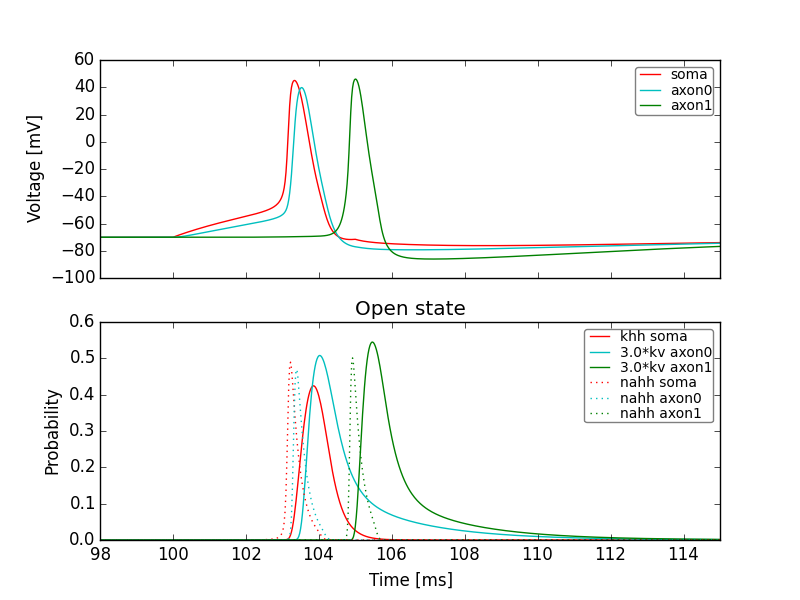 60
40
20
0
−20
−40
−60
−80
−100
Voltage [mV]
soma
axon0
axon1
Open state
0.6
0.5
0.4
0.3
0.2
0.1
0.0
Probability
khh soma
3.0*kv axon0
3.0*kv axon1
nahh soma
nahh axon0
nahh axon1
98 100 102 104 106 108 110 112 114
Time [ms]